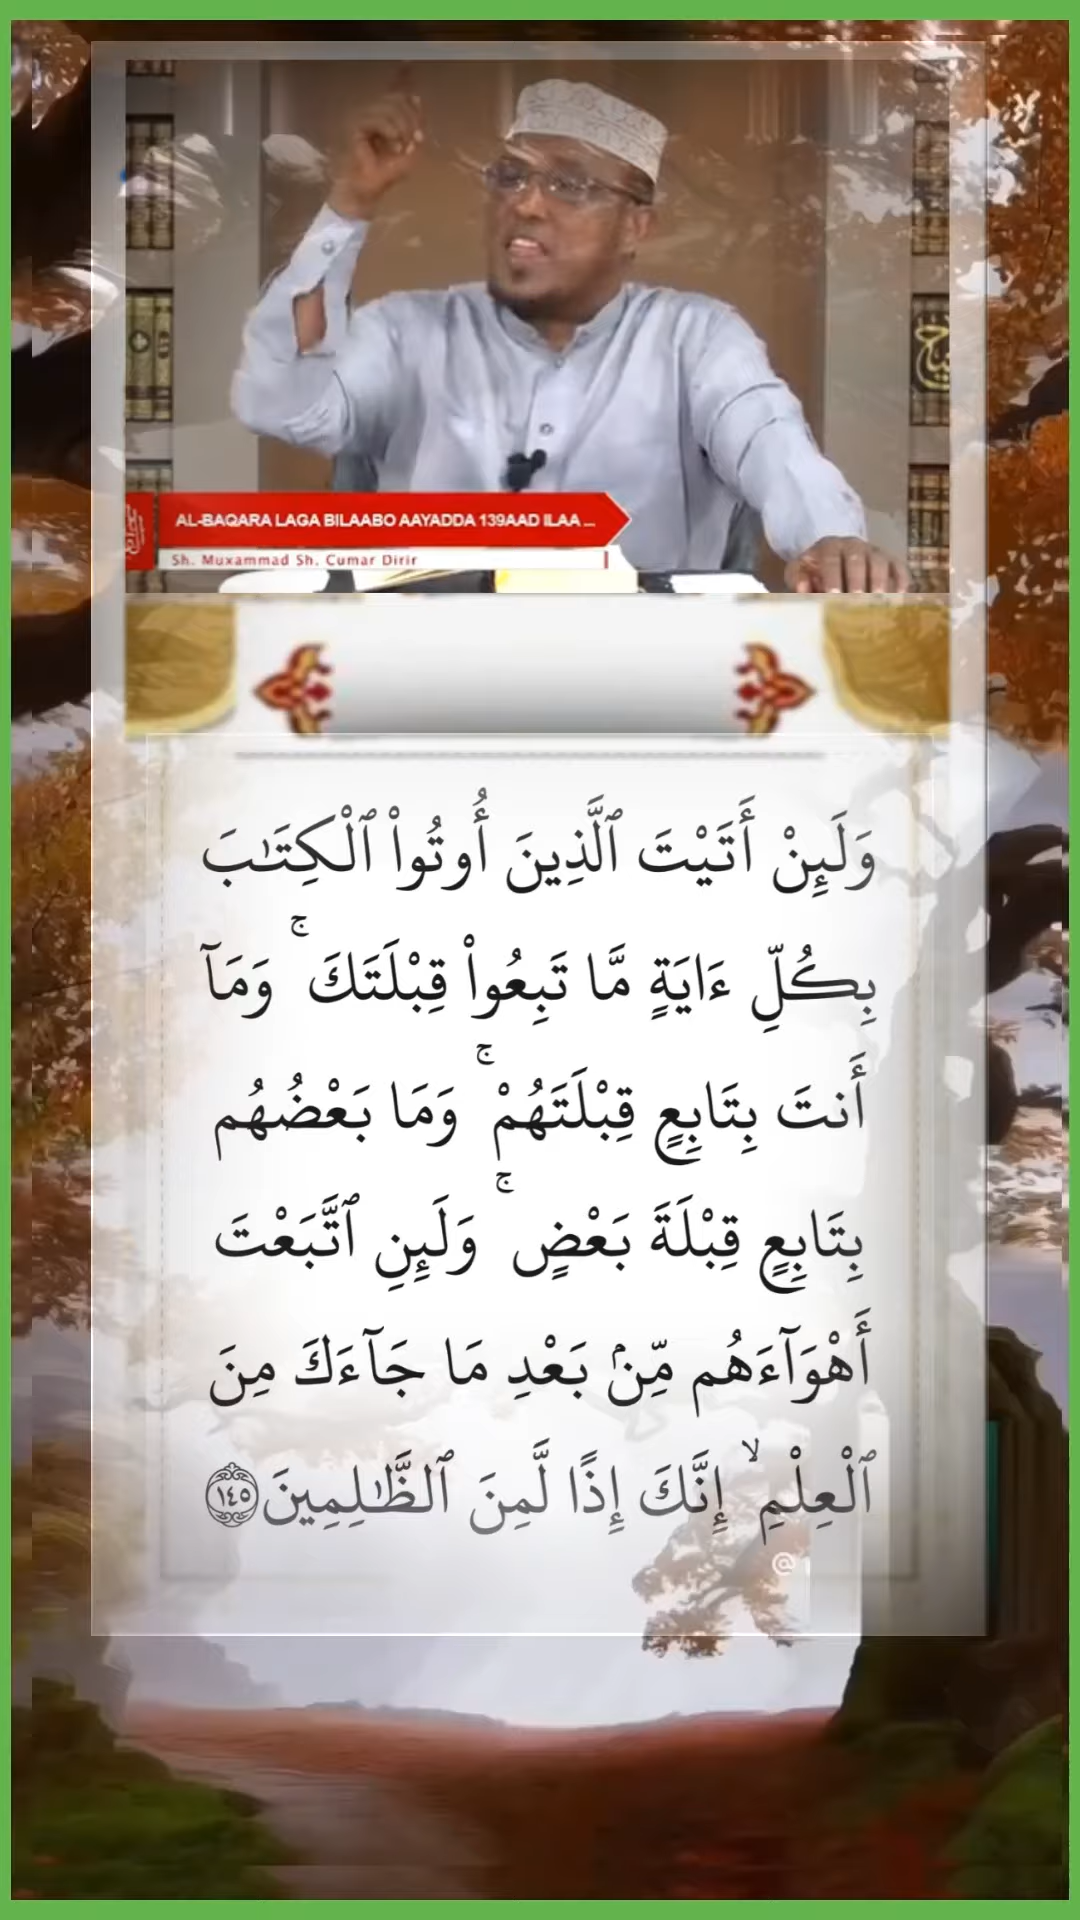 AL-BAQARA LAGA BILAABO AAYADDA 139AAD ILAA ...
Sh. Muxammad Sh. Cumar Dirir
وَلَئِنْ أَتَيْتَ ٱلَّذِينَ أُوتُوا۟ ٱلْكِتَـٰبَ
بِكُلِّ ءَايَةٍ مَّا تَبِعُوا۟ قِبْلَتَكَ ۚ وَمَآ
أَنتَ بِتَابِعٍ قِبْلَتَهُمْ ۚ وَمَا بَعْضُهُم
بِتَابِعٍ قِبْلَةَ بَعْضٍ ۚ وَلَئِنِ ٱتَّبَعْتَ
أَهْوَآءَهُم مِّنۢ بَعْدِ مَا جَآءَكَ مِنَ
ٱلْعِلْمِ ۙ إِنَّكَ إِذًا لَّمِنَ ٱلظَّـٰلِمِينَ ١٤٥
@